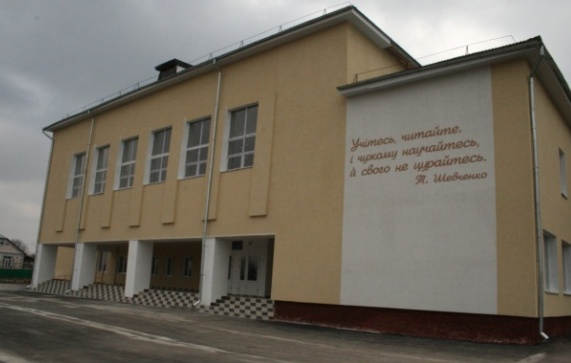 Учітесь, читайте,
і чужому научайтесь,
й свого не цурайтесь.
Т. Шевченко